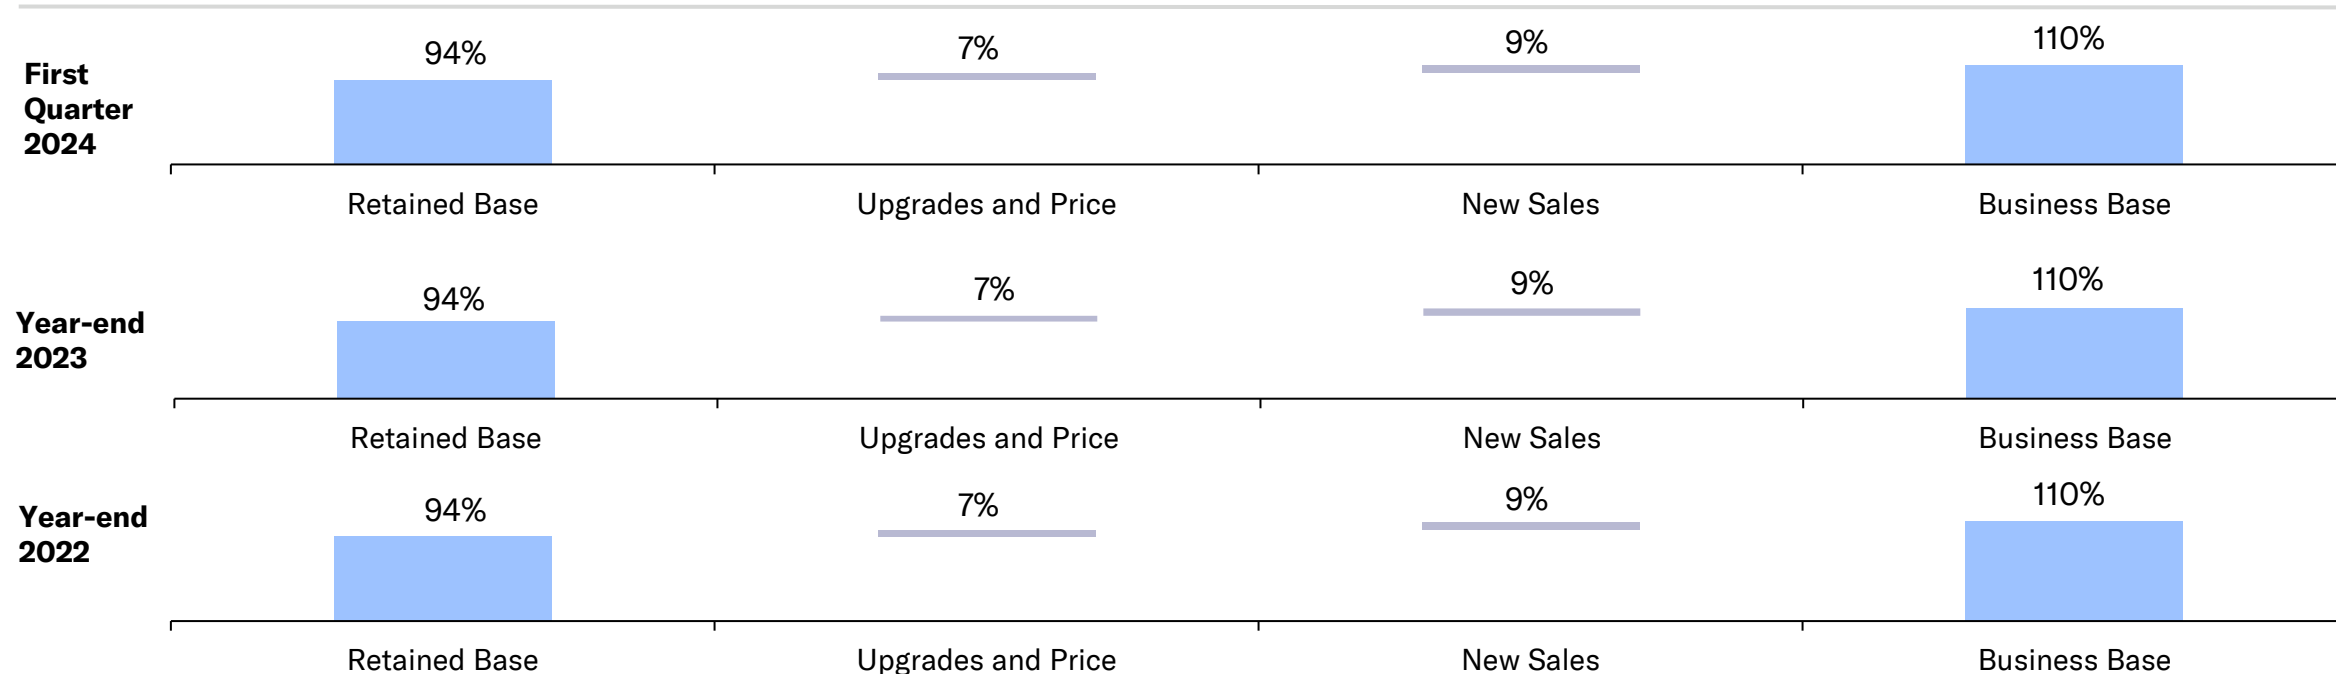 First
Quarter
2024
94%
7%
9%
110%
Retained Base
Upgrades and Price
New Sales
Business Base
Year-end
2023
94%
7%
9%
110%
Retained Base
Upgrades and Price
New Sales
Business Base
Year-end
2022
94%
7%
9%
110%
Retained Base
Upgrades and Price
New Sales
Business Base